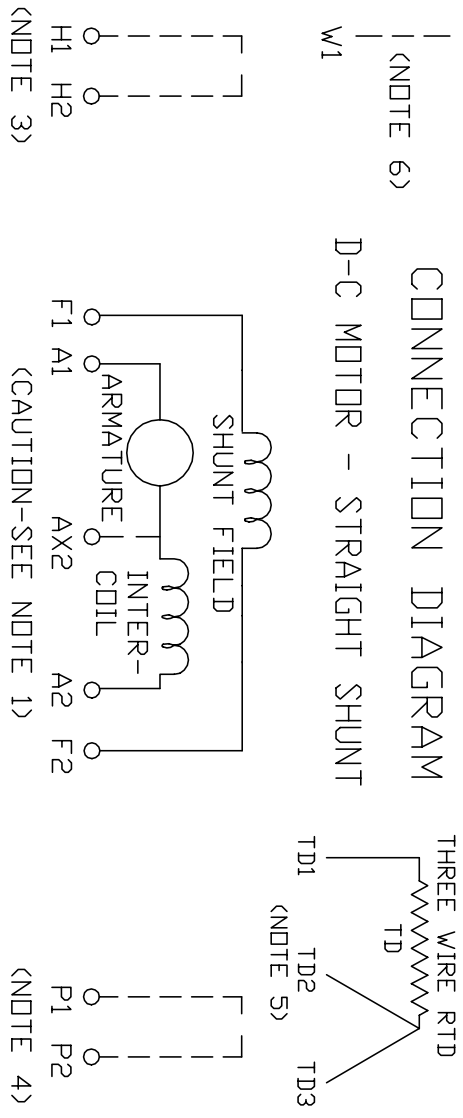 CONNECTION DIAGRAM
D-C MOTOR - STRAIGHT SHUNT
W1
(NOTE 6)
H1
H2
(NOTE 3)
SHUNT FIELD
ARMATURE
INTER-
COIL
F1
A1
AX2
A2
F2
(CAUTION-SEE NOTE 1)
THREE WIRE RTD
TD
TD1
TD2
TD3
(NOTE 5)
P1
P2
(NOTE 4)